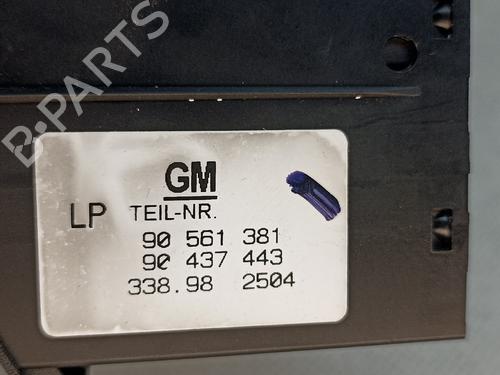 B-PARTS
GM
LP TEIL-NR.
90 561 381
90 437 443
338.98 2504